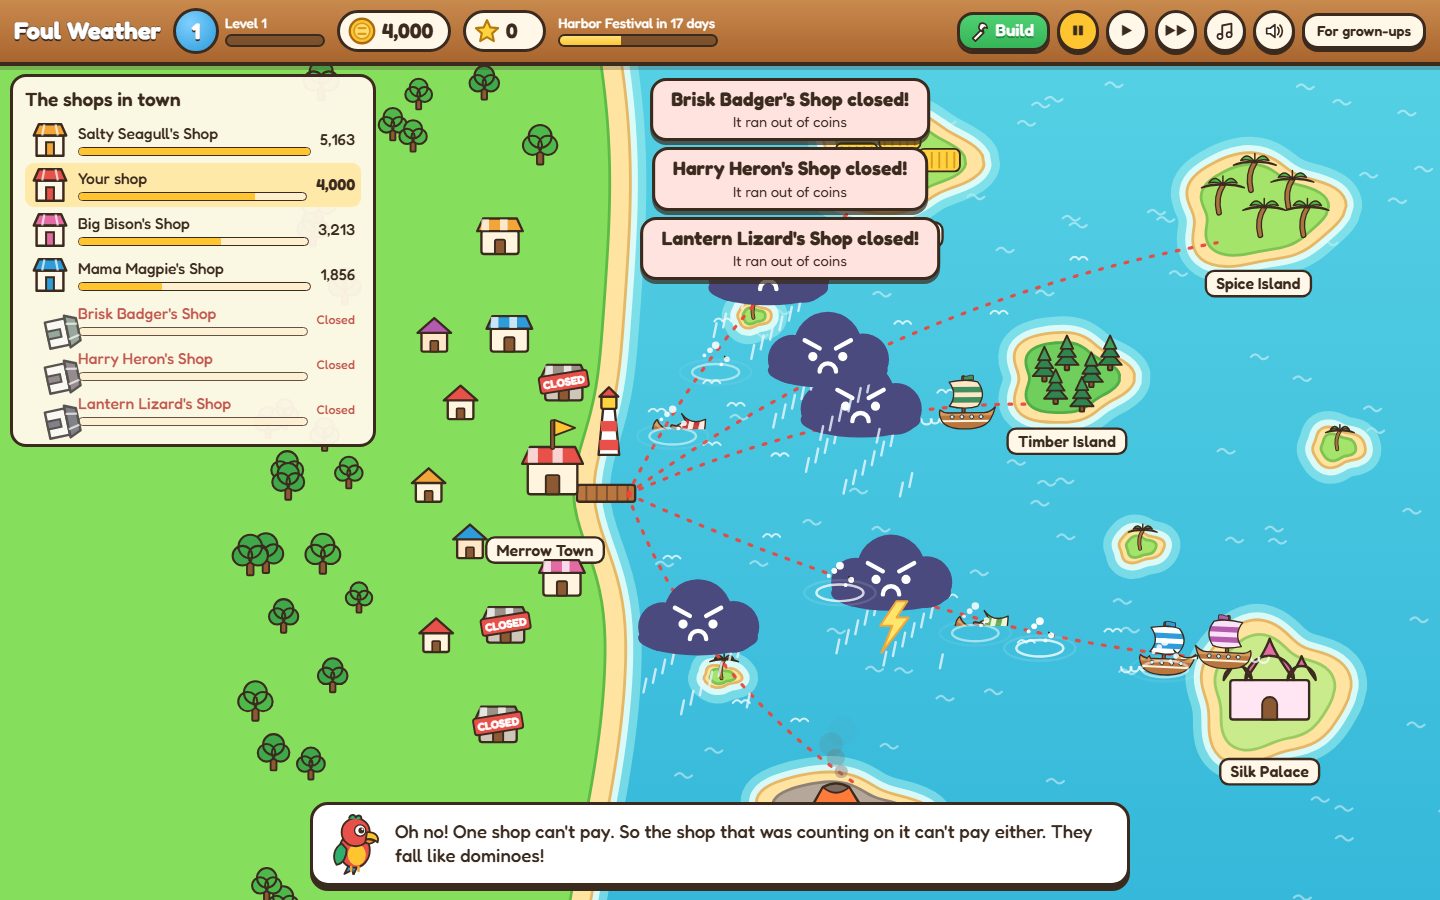 Foul Weather
1
Level 1
4,000
0
Harbor Festival in 17 days
Build
For grown-ups
The shops in town
Salty Seagull's Shop
5,163
Your shop
4,000
Big Bison's Shop
3,213
Mama Magpie's Shop
1,856
Brisk Badger's Shop
Closed
Harry Heron's Shop
Closed
Lantern Lizard's Shop
Closed
Brisk Badger's Shop closed!
It ran out of coins
Harry Heron's Shop closed!
It ran out of coins
Lantern Lizard's Shop closed!
It ran out of coins
Spice Island
CLOSED
Timber Island
Merrow Town
CLOSED
CLOSED
Silk Palace
Oh no! One shop can't pay. So the shop that was counting on it can't pay either. They
fall like dominoes!